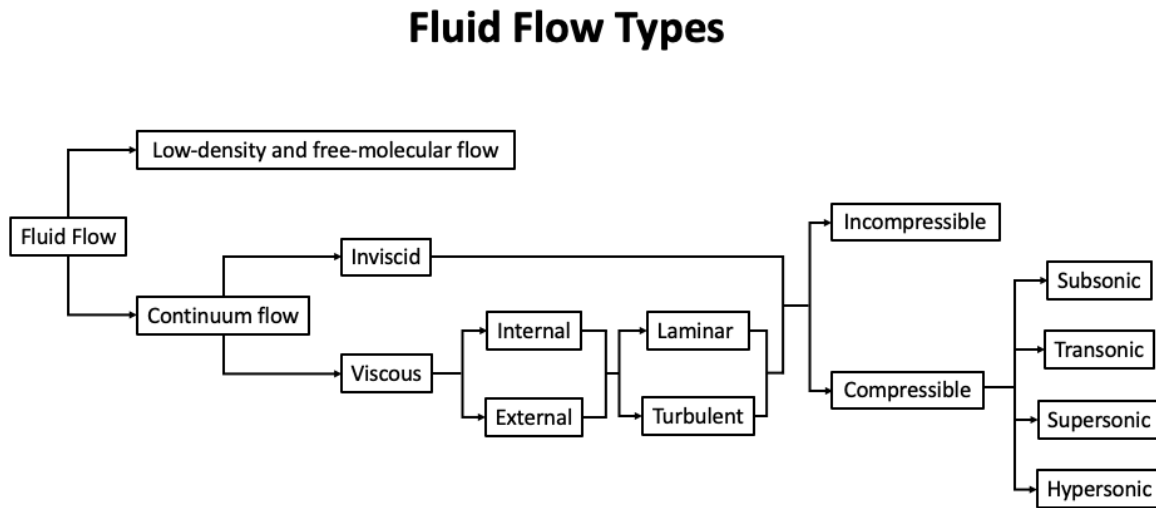 Fluid Flow Types
Low-density and free-molecular flow
Fluid Flow
Incompressible
Inviscid
Subsonic
Continuum flow
Internal
Laminar
Transonic
Viscous
Compressible
External
Turbulent
Supersonic
Hypersonic